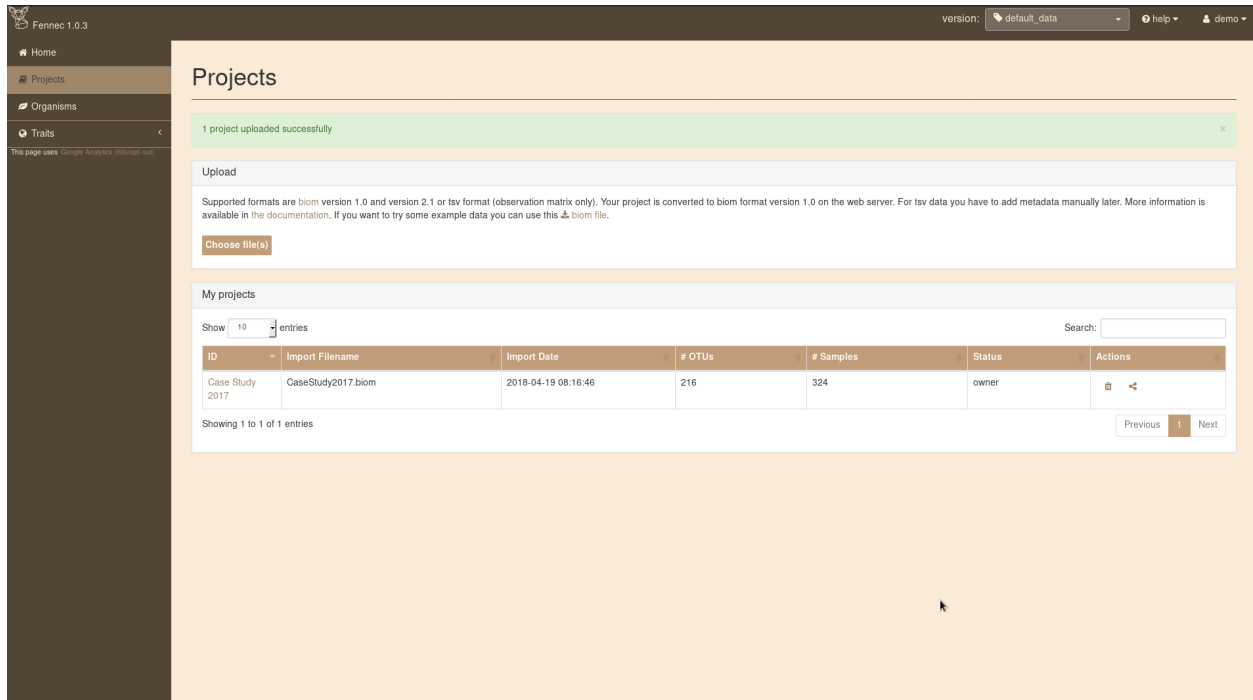 Fennec 1.0.3
version: default_data help demo
Home
Projects
Organisms
Traits
This page uses Google Analytics (info/opt-out)
Projects
1 project uploaded successfully ×
Upload
Supported formats are biom version 1.0 and version 2.1 or tsv format (observation matrix only). Your project is converted to biom format version 1.0 on the web server. For tsv data you have to add metadata manually later. More information is
available in the documentation. If you want to try some example data you can use this biom file.
Choose file(s)
My projects
Show 10 entries Search:
ID Import Filename Import Date # OTUs # Samples Status Actions
Case Study CaseStudy2017.biom 2018-04-19 08:16:46 216 324 owner
2017
Showing 1 to 1 of 1 entries Previous 1 Next